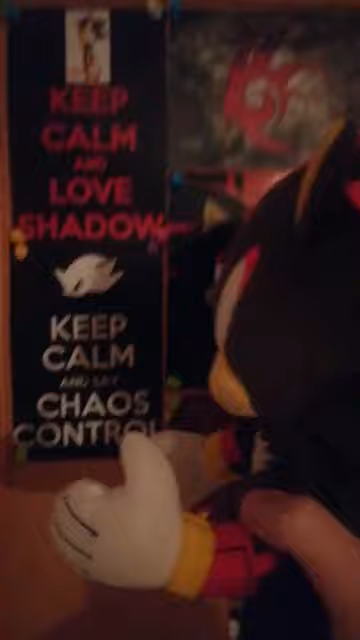 KEEP
CALM
AND
LOVE
SHADOW
KEEP
CALM
AND SAY
CHAOS
CONTROL